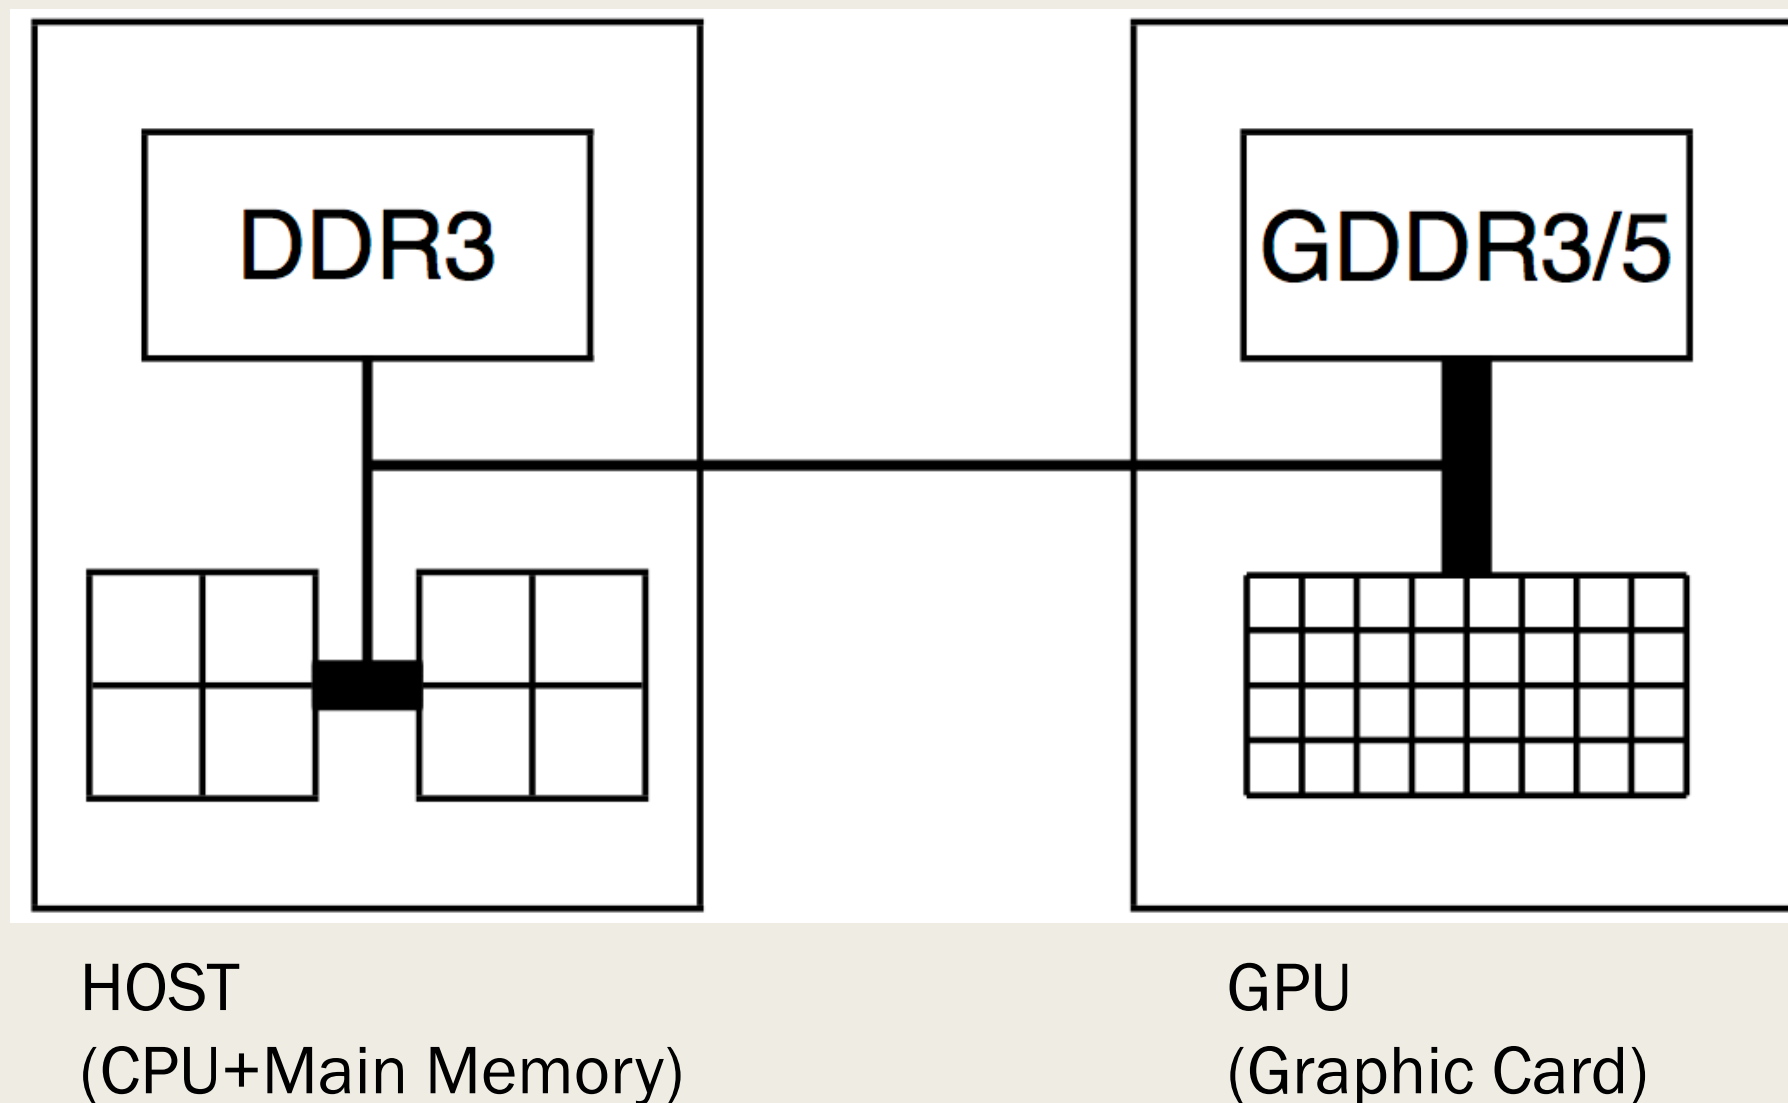 DDR3
GDDR3/5
HOST
(CPU+Main Memory)
GPU
(Graphic Card)